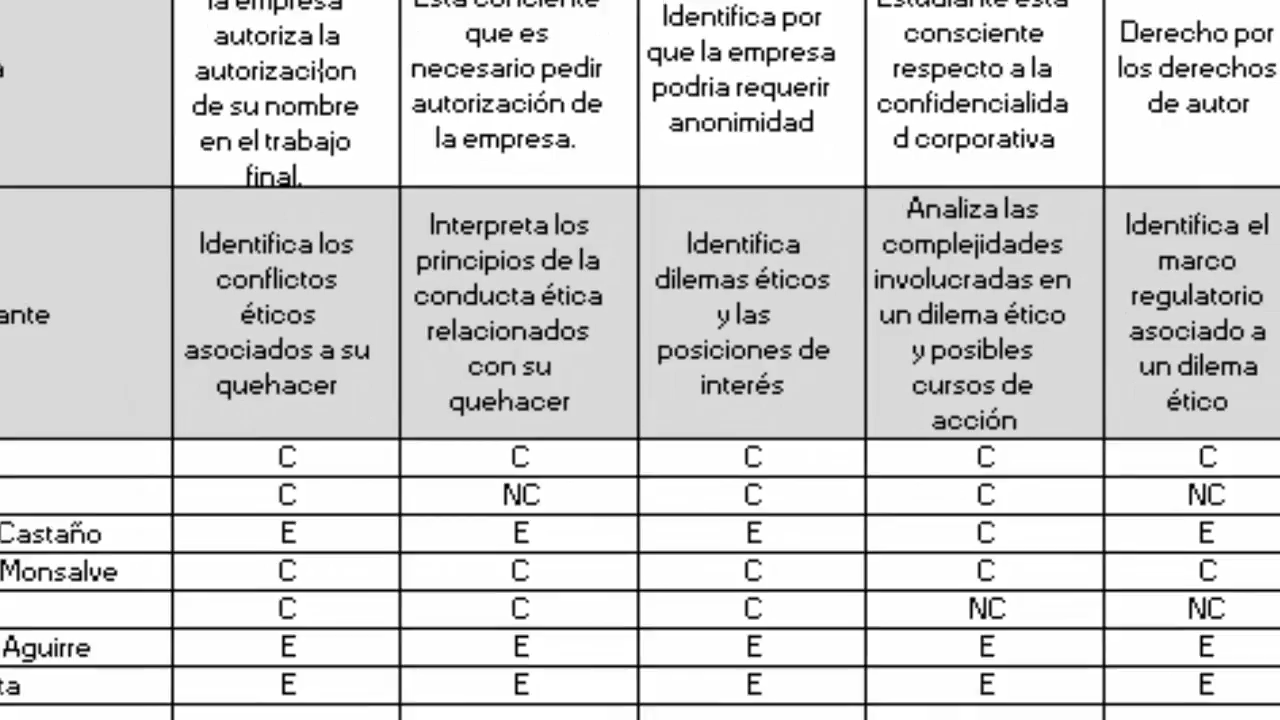 la empresa
autoriza la
autorizaci{on
de su nombre
en el trabajo
final.
Esta conciente
que es
necesario pedir
autorización de
la empresa.
Identifica por
que la empresa
podria requerir
anonimidad
Estudiante esta
consciente
respecto a la
confidencialida
d corporativa
Derecho por
los derechos
de autor
ante
Identifica los
conflictos
éticos
asociados a su
quehacer
Interpreta los
principios de la
conducta ética
relacionados
con su
quehacer
Identifica
dilemas éticos
y las
posiciones de
interés
Analiza las
complejidades
involucradas en
un dilema ético
y posibles
cursos de
acción
Identifica el
marco
regulatorio
asociado a
un dilema
ético
C C C C C
C NC C C NC
Castaño E E E C E
Monsalve C C C C C
C C C NC NC
Aguirre E E E E E
ta E E E E E